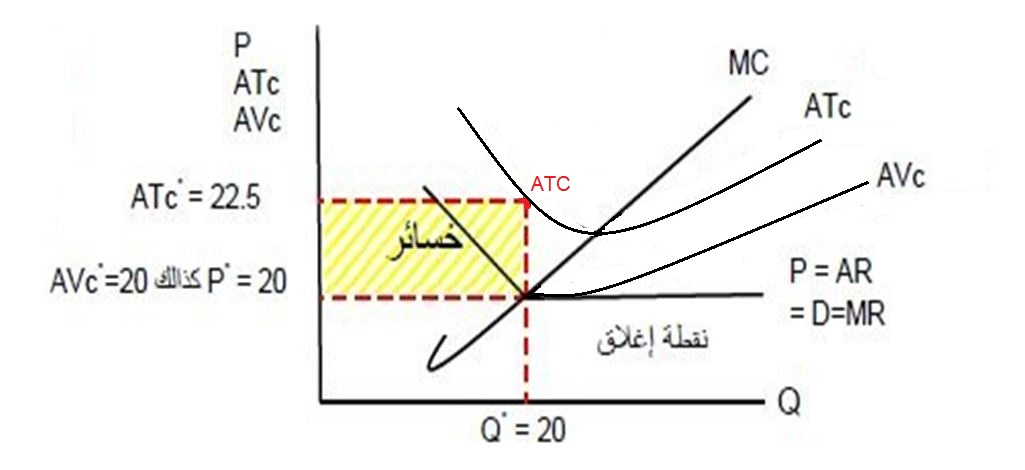 P
ATc
AVc
MC
ATc
ATC
AVc
ATc* = 22.5
خسائر
AVc*=20 كذالك P* = 20
P = AR
= D=MR
نقطة إغلاق
Q
Q* = 20